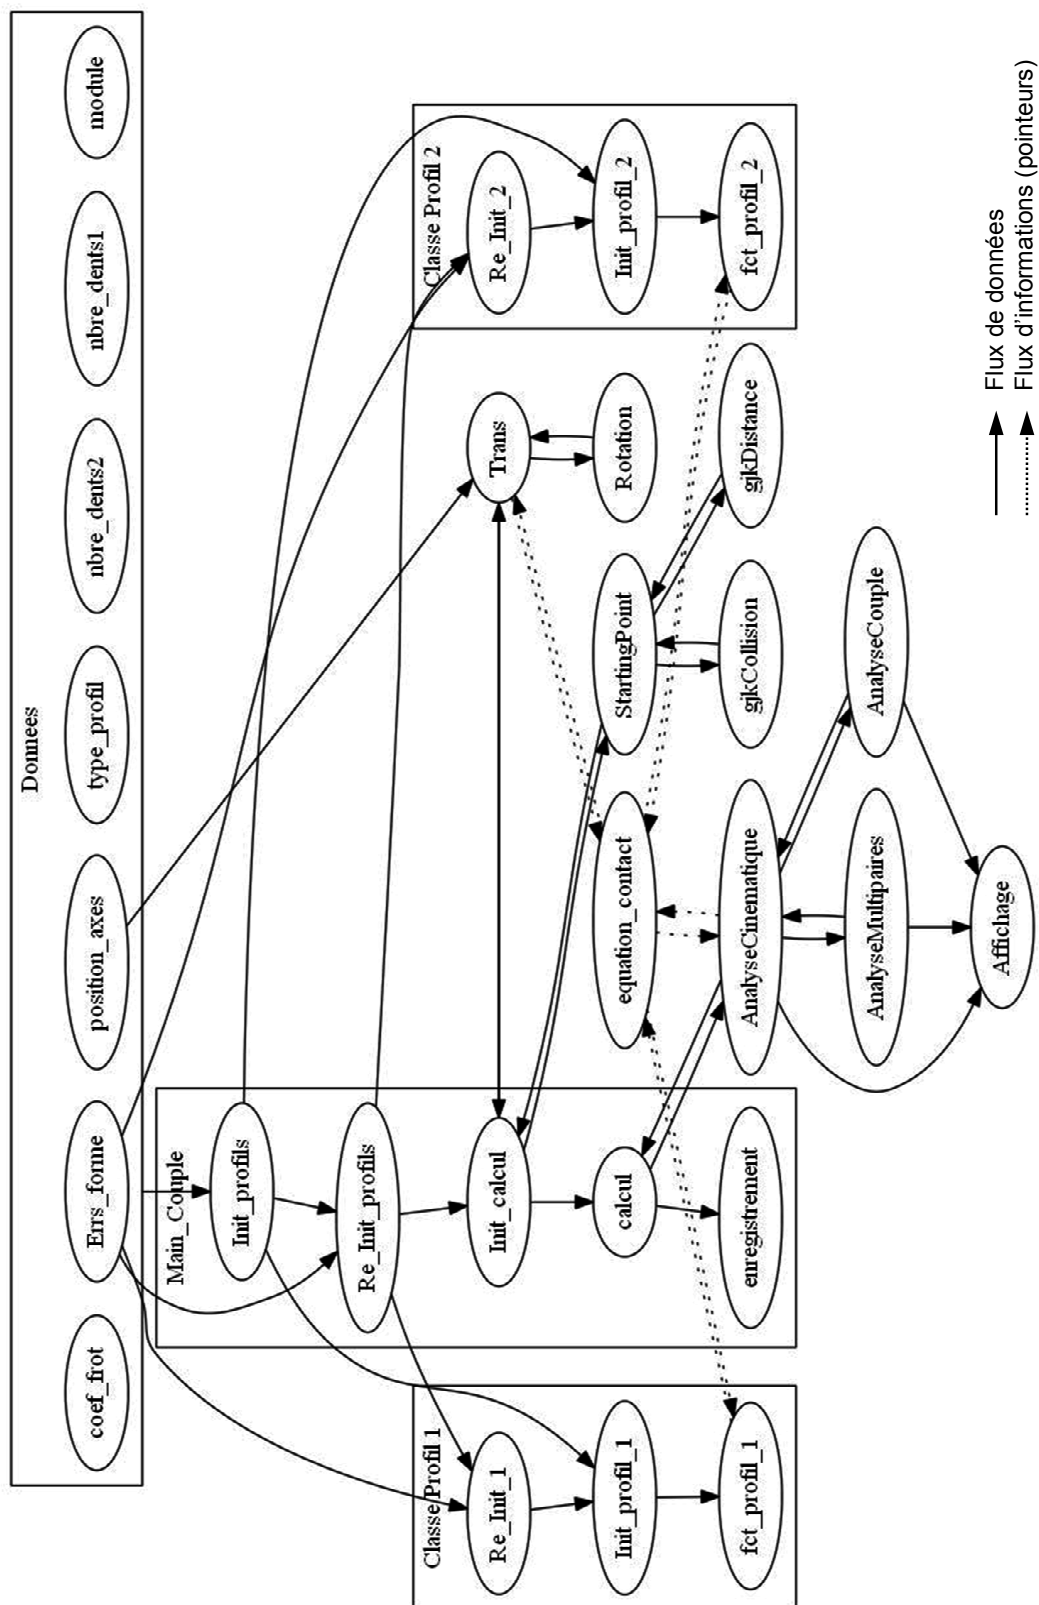 Donnees
coef_frot
Errs_forme
position_axes
type_profil
nbre_dents2
nbre_dents1
module
Main_Couple
Init_profils
Re_Init_profils
Classe Profil 1
Classe Profil 2
Re_Init_1
Init_calcul
Trans
Re_Init_2
Init_profil_1
calcul
equation_contact
StartingPoint
Rotation
Init_profil_2
fct_profil_1
enregistrement
AnalyseCinematique
gjkCollision
gjkDistance
fct_profil_2
AnalyseMultipaires
AnalyseCouple
Affichage
Flux de données
Flux d'informations (pointeurs)